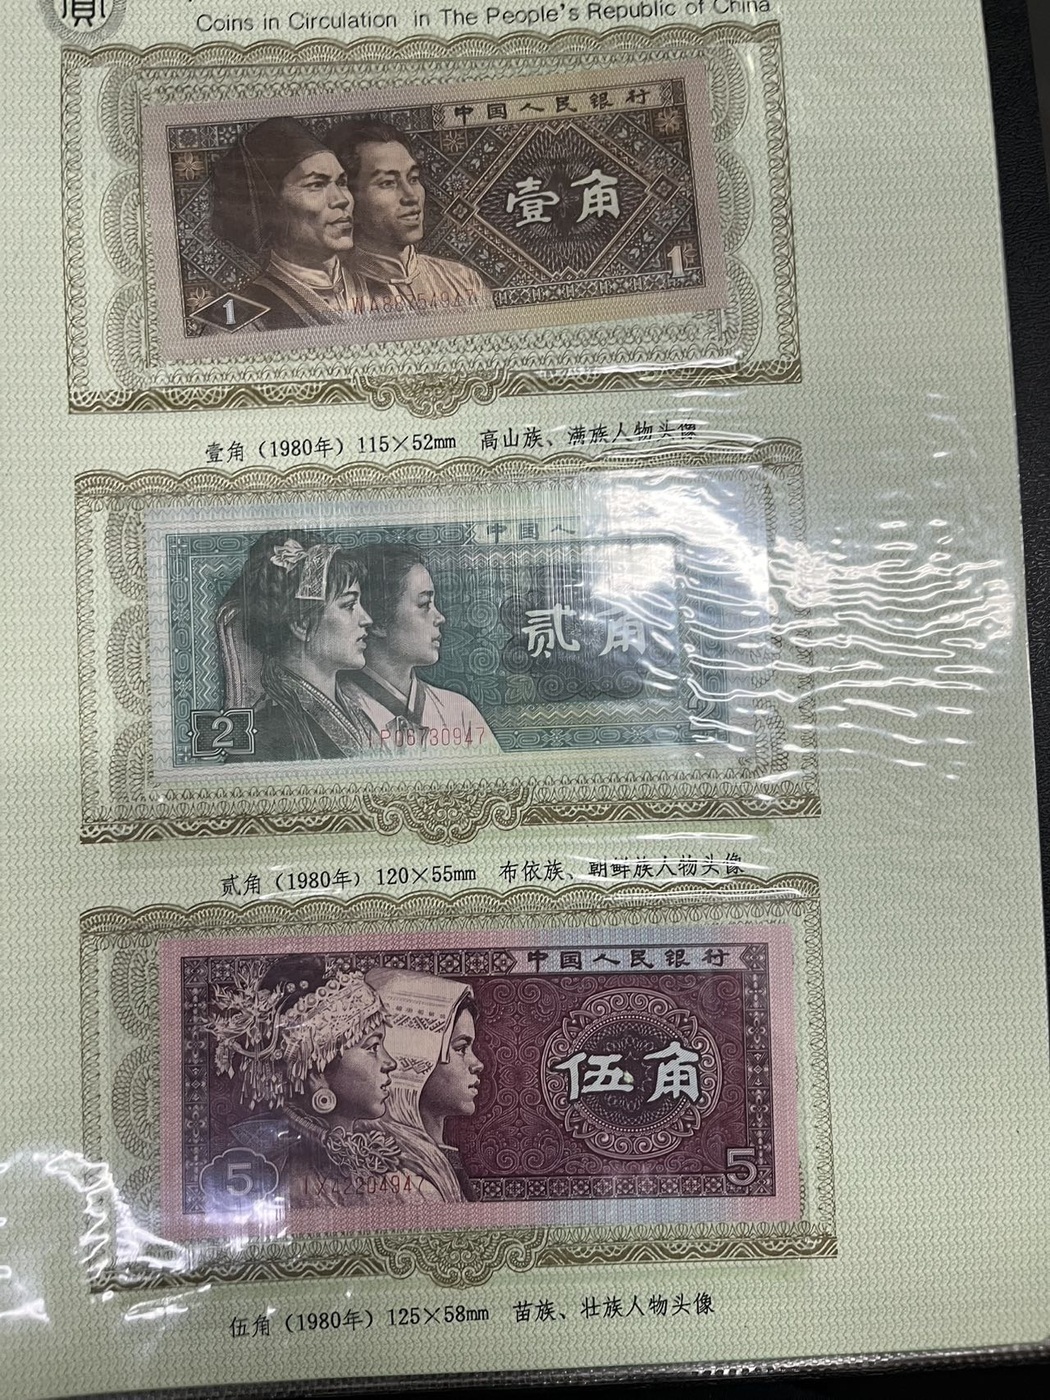 Coins in Circulation in The People's Republic of China
中国人民银行
壹角
1
1
壹角（1980年）115×52mm 高山族、满族人物头像
中国人
贰角
2
2
IP06730947
贰角（1980年）120×55mm 布依族、朝鲜族人物头像
中国人民银行
伍角
5
5
伍角（1980年）125×58mm 苗族、壮族人物头像